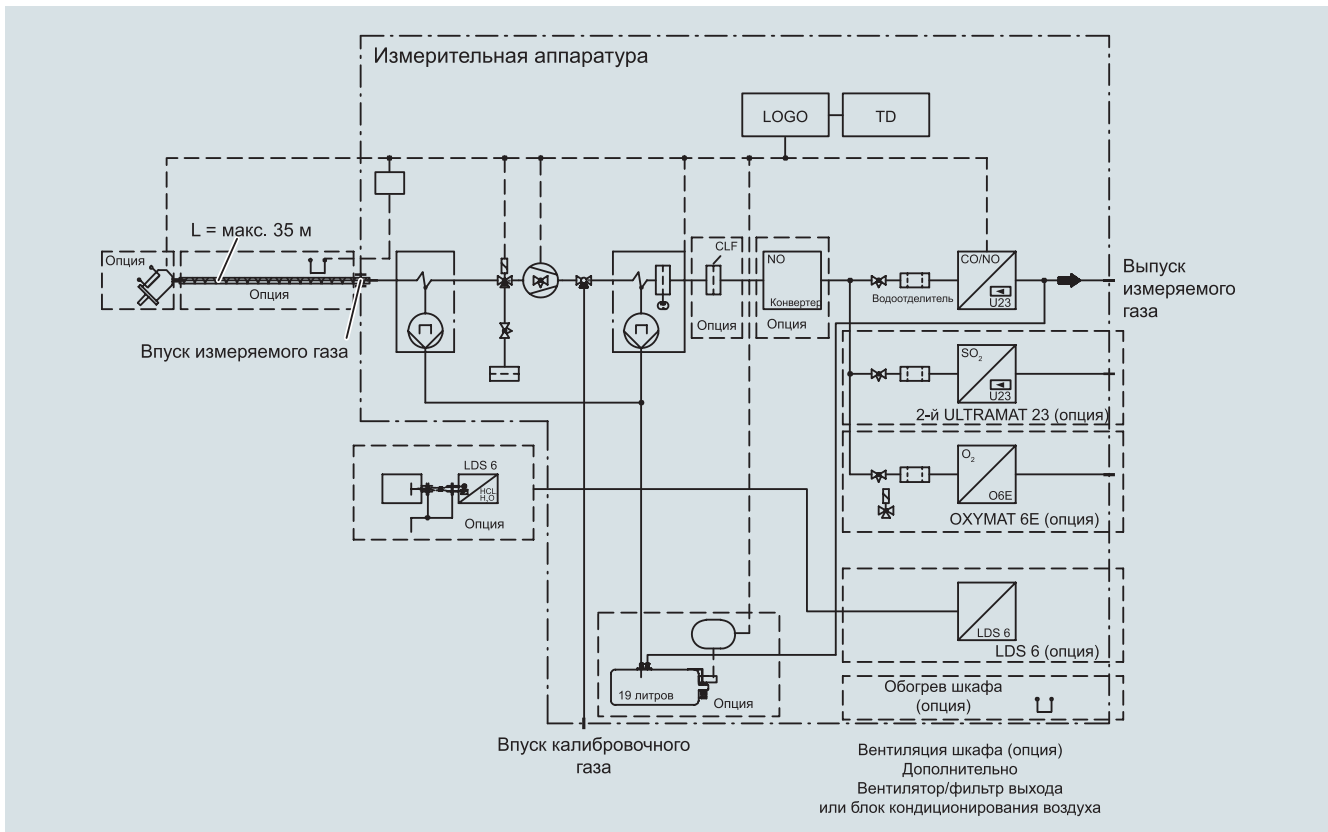 Измерительная аппаратура
LOGO
TD
L = макс. 35 м
Опция
Опция
Впуск измеряемого газа
CLF
Опция
NO
Конвертер
Опция
Водоотделитель
CO/NO
U23
Выпуск
измеряемого
газа
SO₂
U23
2-й ULTRAMAT 23 (опция)
O₂
O6E
OXYMAT 6E (опция)
LDS 6
HCL
H₂O
Опция
LDS 6
LDS 6 (опция)
19 литров
Опция
Обогрев шкафа
(опция)
Впуск калибровочного
газа
Вентиляция шкафа (опция)
Дополнительно
Вентилятор/фильтр выхода
или блок кондиционирования воздуха